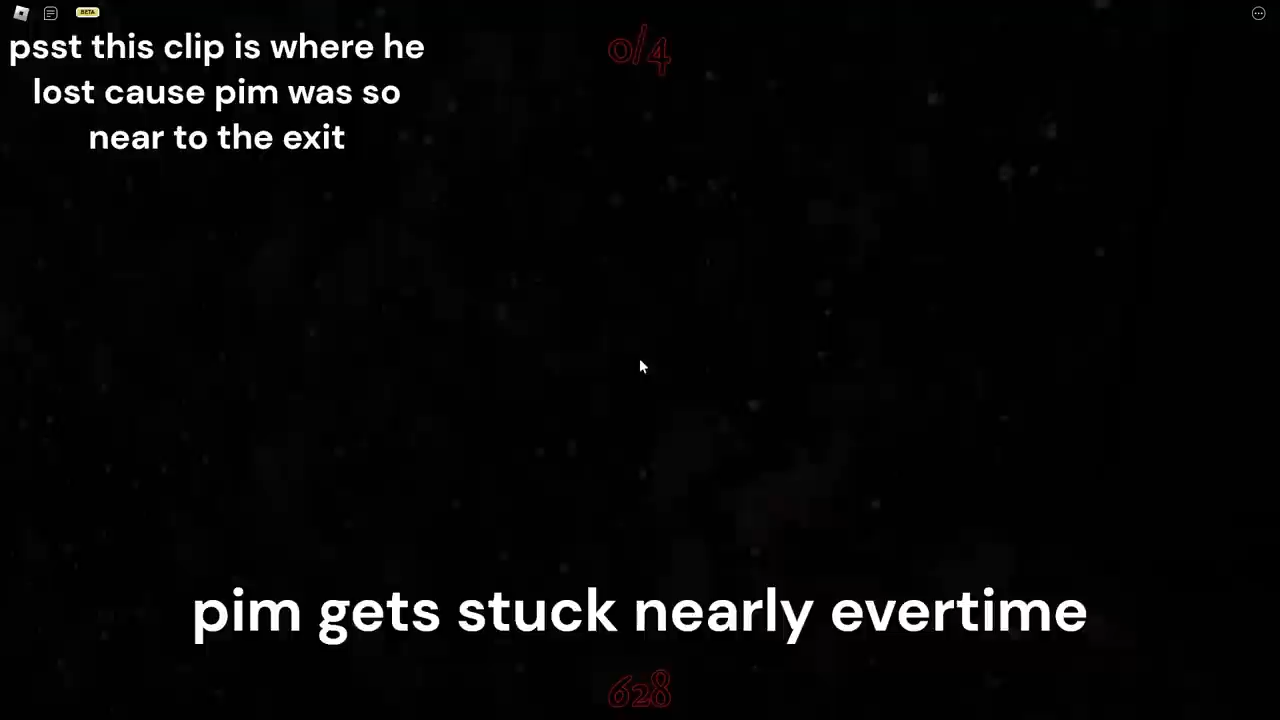 BETA
psst this clip is where he
lost cause pim was so
near to the exit
0/4
pim gets stuck nearly evertime
628